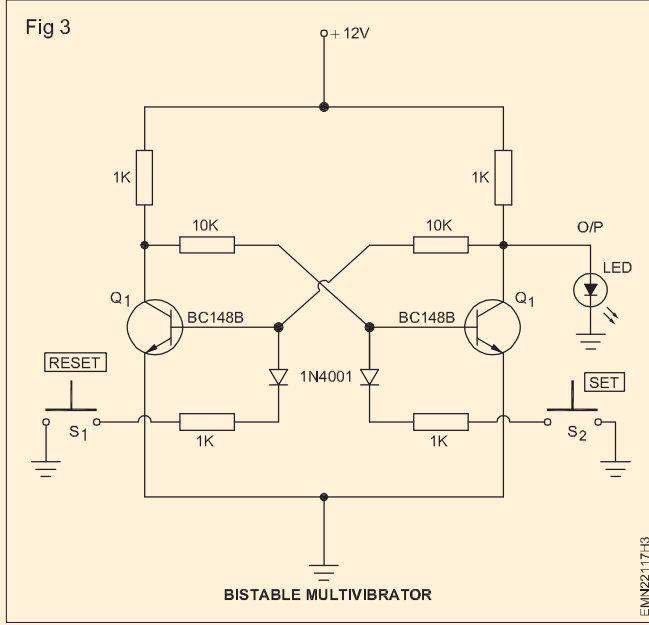 Fig 3
+ 12V
1K
1K
10K
10K
O/P
LED
Q1
BC148B
BC148B
Q1
RESET
1N4001
SET
S1
1K
1K
S2
BISTABLE MULTIVIBRATOR
EMN22117H3